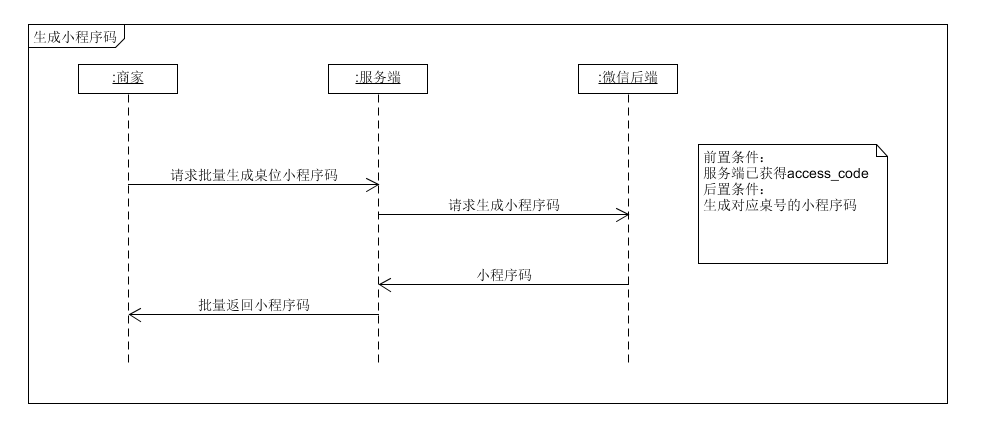 生成小程序码
:商家
:服务端
:微信后端
前置条件：
服务端已获得access_code
后置条件：
生成对应桌号的小程序码
请求批量生成桌位小程序码
请求生成小程序码
小程序码
批量返回小程序码